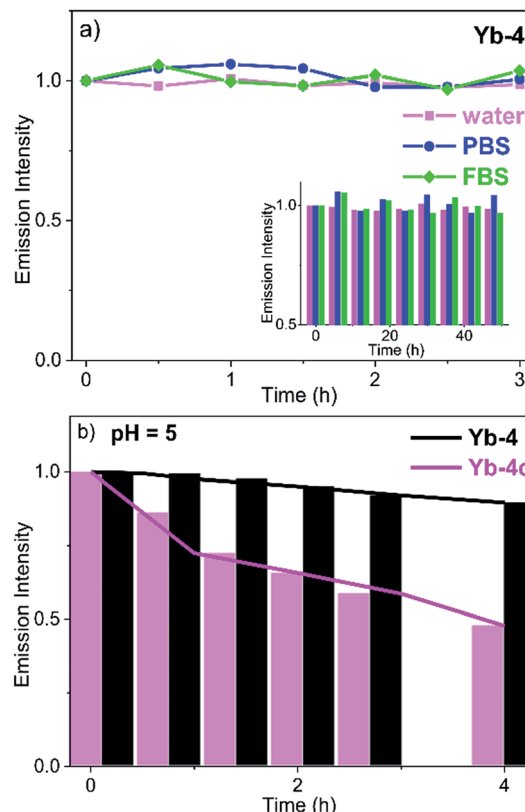 a)
Yb-4
1.0
0.5
0.0
Emission Intensity
water
PBS
FBS
1.0
0.5
Emission Intensity
0
20
40
Time (h)
0
1
2
3
Time (h)
b)
pH = 5
Yb-4
Yb-4c
1.0
0.5
0.0
Emission Intensity
0
2
4
Time (h)